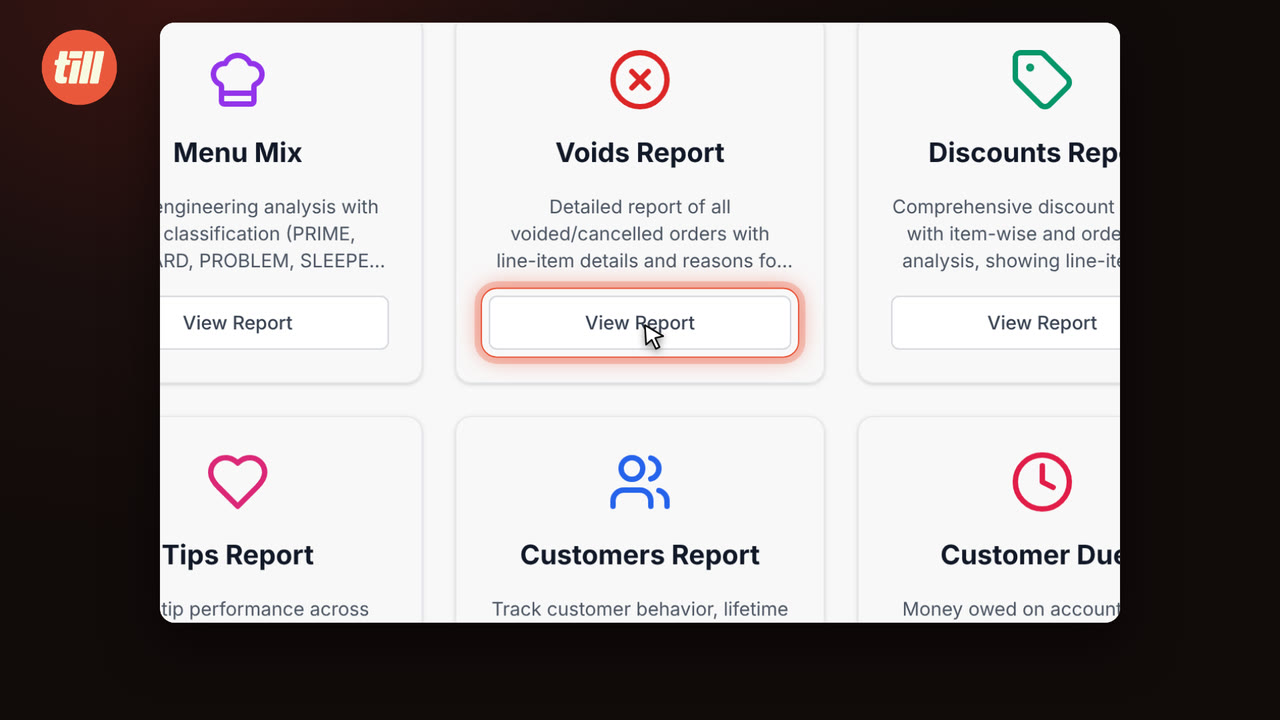 till
Menu Mix
engineering analysis with
classification (PRIME,
ARD, PROBLEM, SLEEPE...
View Report
Voids Report
Detailed report of all
voided/cancelled orders with
line-item details and reasons fo...
View Report
Discounts Rep
Comprehensive discount
with item-wise and orde
analysis, showing line-ite
View Report
Tips Report
tip performance across
Customers Report
Track customer behavior, lifetime
Customer Due
Money owed on account